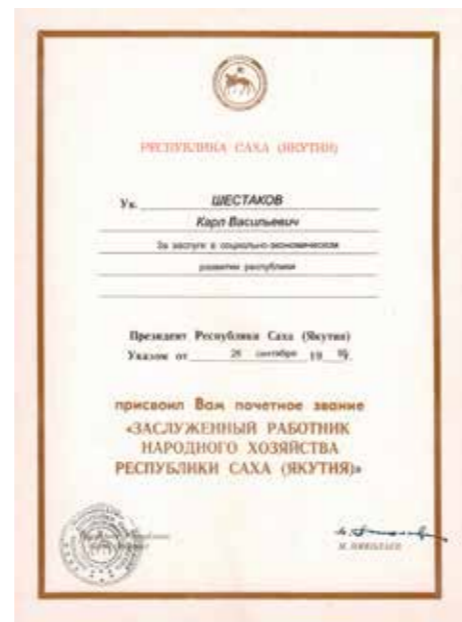 РЕСПУБЛИКА САХА (ЯКУТИЯ)
Ув. ШЕСТАКОВ
Карл Васильевич
За заслуги в социально-экономическом
развитии республики
Президент Республики Саха (Якутия)
Указом от 26 сентября 19
присвоил Вам почетное звание
«ЗАСЛУЖЕННЫЙ РАБОТНИК
НАРОДНОГО ХОЗЯЙСТВА
РЕСПУБЛИКИ САХА (ЯКУТИЯ)»
М. НИКОЛАЕВ